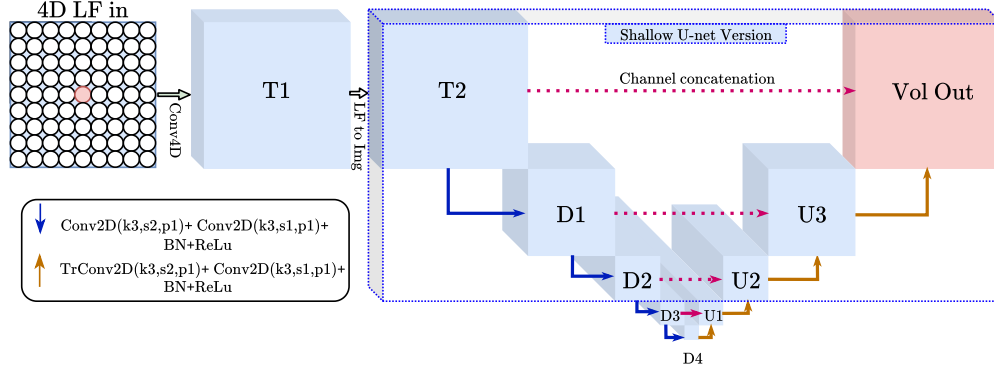 4D LF in
Conv4D
T1
LF to Img
T2
Shallow U-net Version
Channel concatenation
Vol Out
D1
U3
D2
U2
D3
U1
D4
Conv2D(k3,s2,p1)+ Conv2D(k3,s1,p1)+
BN+ReLu
TrConv2D(k3,s2,p1)+ Conv2D(k3,s1,p1)+
BN+ReLu